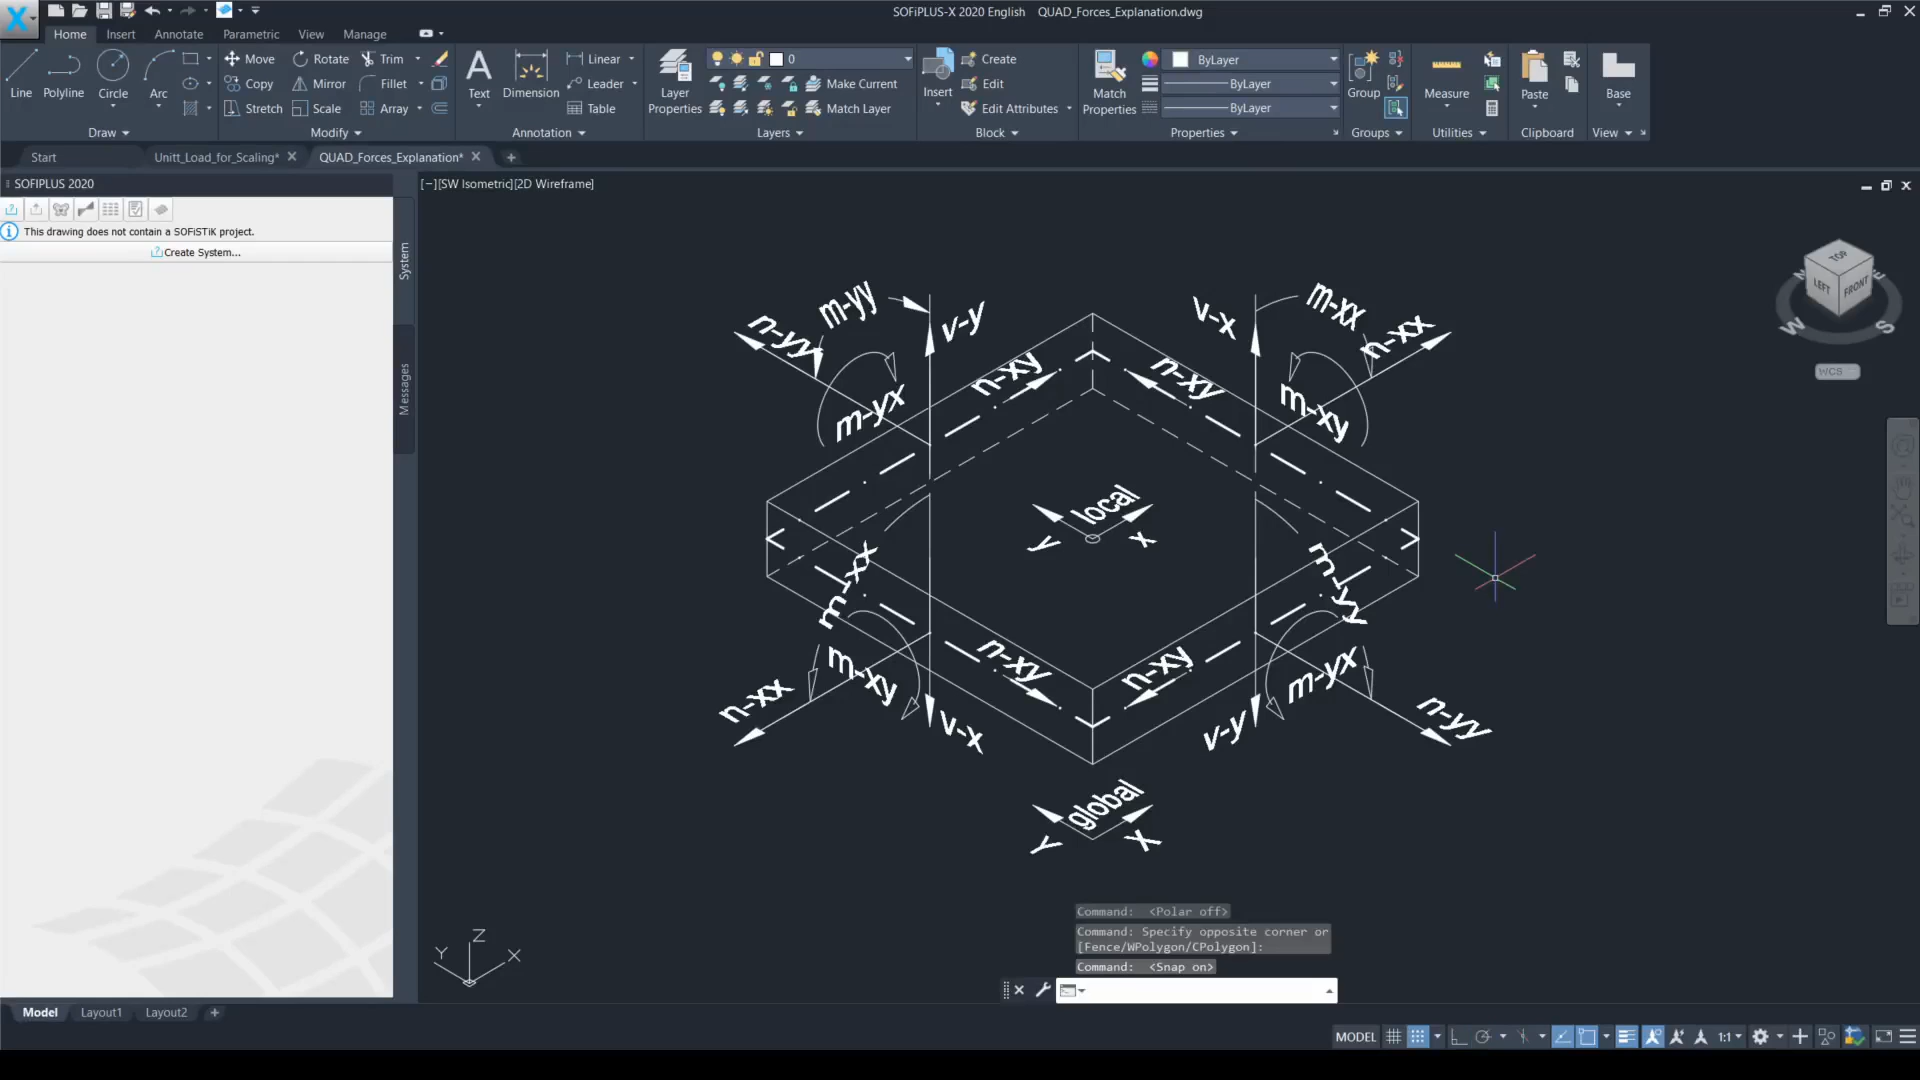 SOFiPLUS-X 2020 English QUAD_Forces_Explanation.dwg
Home Insert Annotate Parametric View Manage
Line Polyline Circle Arc
Move Rotate Trim
Copy Mirror Fillet
Stretch Scale Array
Text Dimension
Linear
Leader
Table
Layer Properties
0
Make Current
Match Layer
Insert
Create
Edit
Edit Attributes
Match Properties
ByLayer
ByLayer
ByLayer
Group
Measure
Paste
Base
Draw Modify Annotation Layers Block Properties Groups Utilities Clipboard View
Start Unitt_Load_for_Scaling* QUAD_Forces_Explanation*
SOFIPLUS 2020
[−][SW Isometric][2D Wireframe]
This drawing does not contain a SOFiSTiK project.
Create System...
System
Messages
TOP
LEFT FRONT
N E
W S
WCS
m-yy v-y v-x m-xx
n-yy n-xy n-xy n-xx
m-yx m-xy
local
y x
m-xx m-yy
m-xy n-xy n-xy m-yx
n-xx v-x v-y n-yy
global
Y X
Command: <Polar off>
Command: Specify opposite corner or
[Fence/WPolygon/CPolygon]:
Command: <Snap on>
Z
Y X
Model Layout1 Layout2
MODEL 1:1